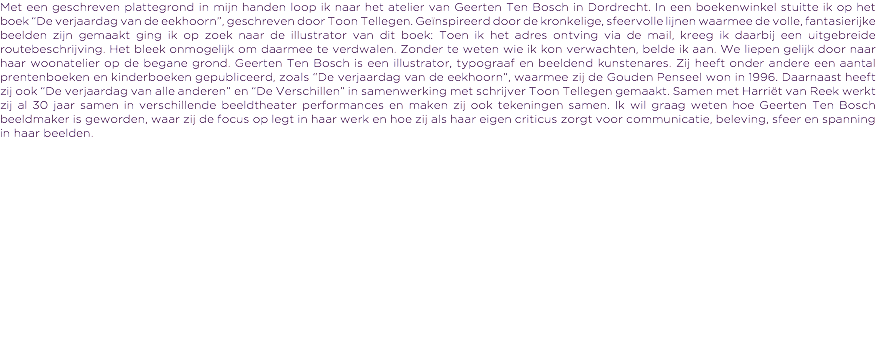 Met een geschreven plattegrond in mijn handen loop ik naar het atelier van Geerten Ten Bosch in Dordrecht. In een boekenwinkel stuitte ik op het
boek “De verjaardag van de eekhoorn”, geschreven door Toon Tellegen. Geïnspireerd door de kronkelige, sfeervolle lijnen waarmee de volle, fantasierijke
beelden zijn gemaakt ging ik op zoek naar de illustrator van dit boek: Toen ik het adres ontving via de mail, kreeg ik daarbij een uitgebreide
routebeschrijving. Het bleek onmogelijk om daarmee te verdwalen. Zonder te weten wie ik kon verwachten, belde ik aan. We liepen gelijk door naar
haar woonatelier op de begane grond. Geerten Ten Bosch is een illustrator, typograaf en beeldend kunstenares. Zij heeft onder andere een aantal
prentenboeken en kinderboeken gepubliceerd, zoals “De verjaardag van de eekhoorn”, waarmee zij de Gouden Penseel won in 1996. Daarnaast heeft
zij ook “De verjaardag van alle anderen” en “De Verschillen” in samenwerking met schrijver Toon Tellegen gemaakt. Samen met Harriët van Reek werkt
zij al 30 jaar samen in verschillende beeldtheater performances en maken zij ook tekeningen samen. Ik wil graag weten hoe Geerten Ten Bosch
beeldmaker is geworden, waar zij de focus op legt in haar werk en hoe zij als haar eigen criticus zorgt voor communicatie, beleving, sfeer en spanning
in haar beelden.